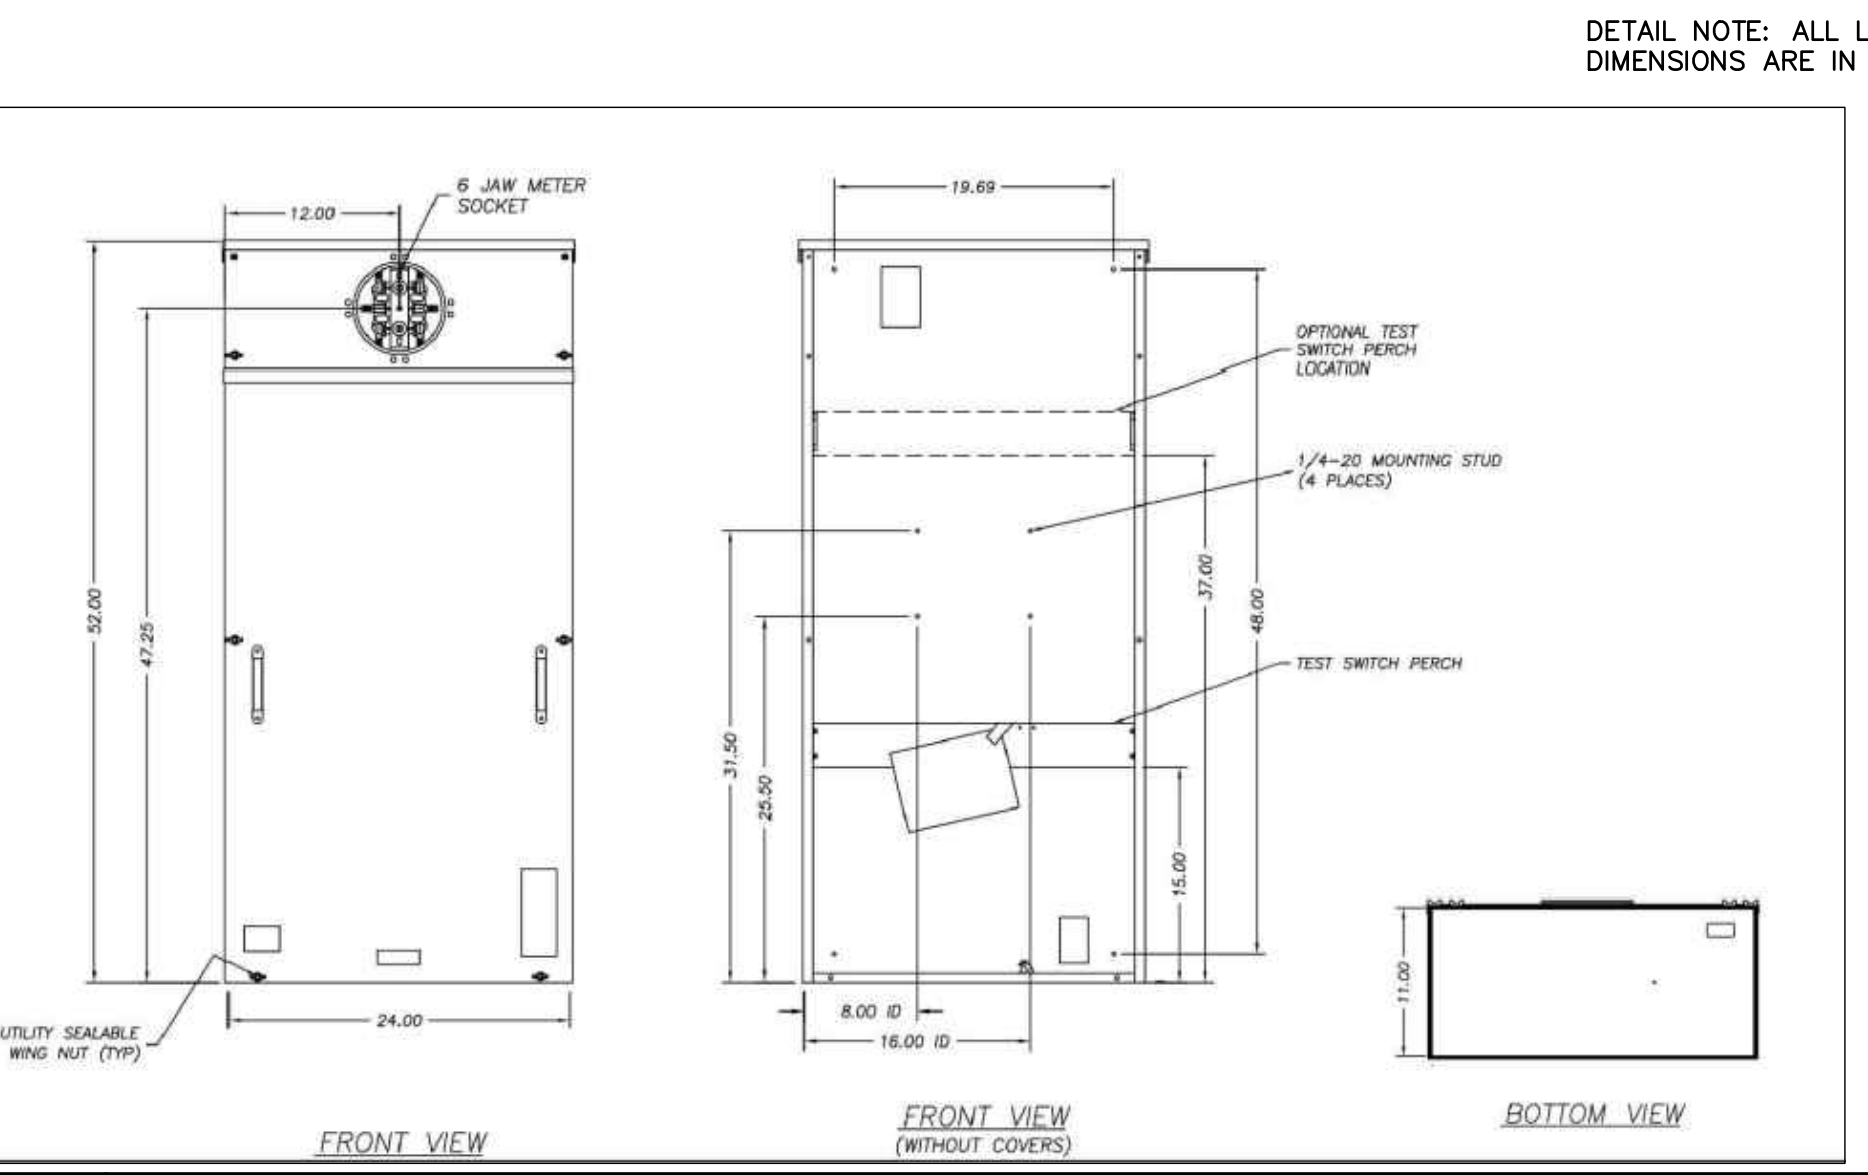 DETAIL NOTE: ALL L
DIMENSIONS ARE IN
6 JAW METER
SOCKET
12.00
52.00
47.25
24.00
UTILITY SEALABLE
WING NUT (TYP)
FRONT VIEW
19.69
OPTIONAL TEST
SWITCH PERCH
LOCATION
1/4-20 MOUNTING STUD
(4 PLACES)
37.00
48.00
TEST SWITCH PERCH
31.50
25.50
15.00
8.00 ID
16.00 ID
FRONT VIEW
(WITHOUT COVERS)
11.00
BOTTOM VIEW